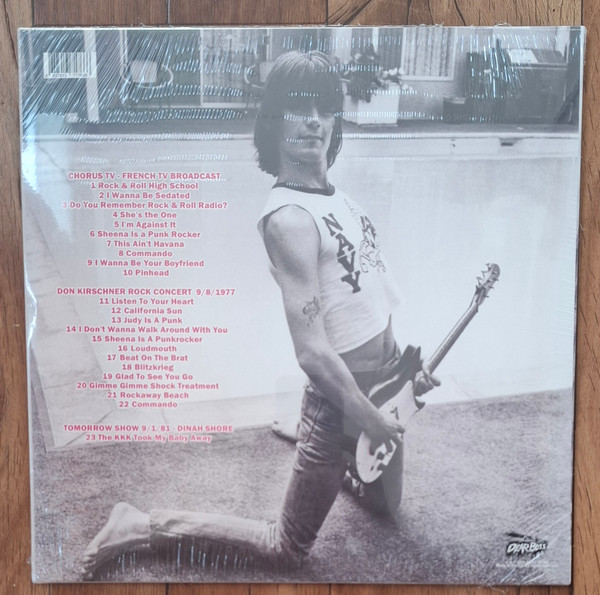 CHORUS TV - FRENCH TV BROADCAST
1 Rock & Roll High School
2 I Wanna Be Sedated
3 Do You Remember Rock & Roll Radio?
4 She's the One
5 I'm Against It
6 Sheena Is a Punk Rocker
7 This Ain't Havana
8 Commando
9 I Wanna Be Your Boyfriend
10 Pinhead
DON KIRSCHNER ROCK CONCERT 9/8/1977
11 Listen To Your Heart
12 California Sun
13 Judy Is A Punk
14 I Don't Wanna Walk Around With You
15 Sheena Is A Punkrocker
16 Loudmouth
17 Beat On The Brat
18 Blitzkrieg
19 Glad To See You Go
20 Gimme Gimme Shock Treatment
21 Rockaway Beach
22 Commando
TOMORROW SHOW 9/1/81 - DINAH SHORE
23 The KKK Took My Baby Away
NAVY
DEAR BOSS